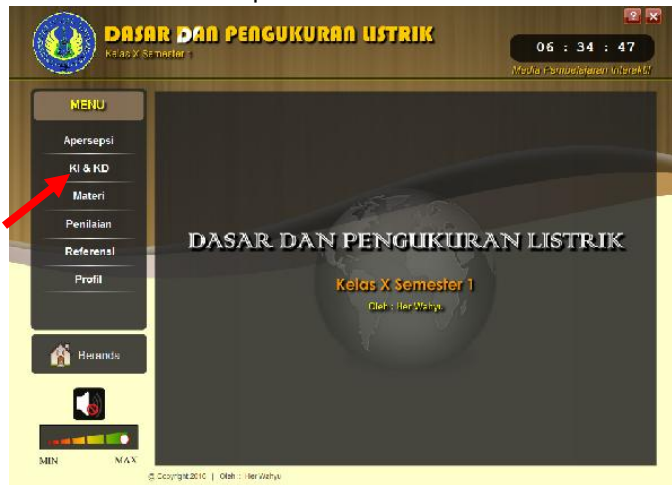 DASAR DAN PENGUKURAN LISTRIK
Kelas X Semester 1
06 : 34 : 47
Media Pembelajaran Interaktif
MENU
Apersepsi
KI & KD
Materi
Penilaian
Referensi
Profil
DASAR DAN PENGUKURAN LISTRIK
Kelas X Semester 1
Oleh : Her Wahyu
Beranda
MIN MAX
@ Copyright 2016 | Oleh : Her Wahyu